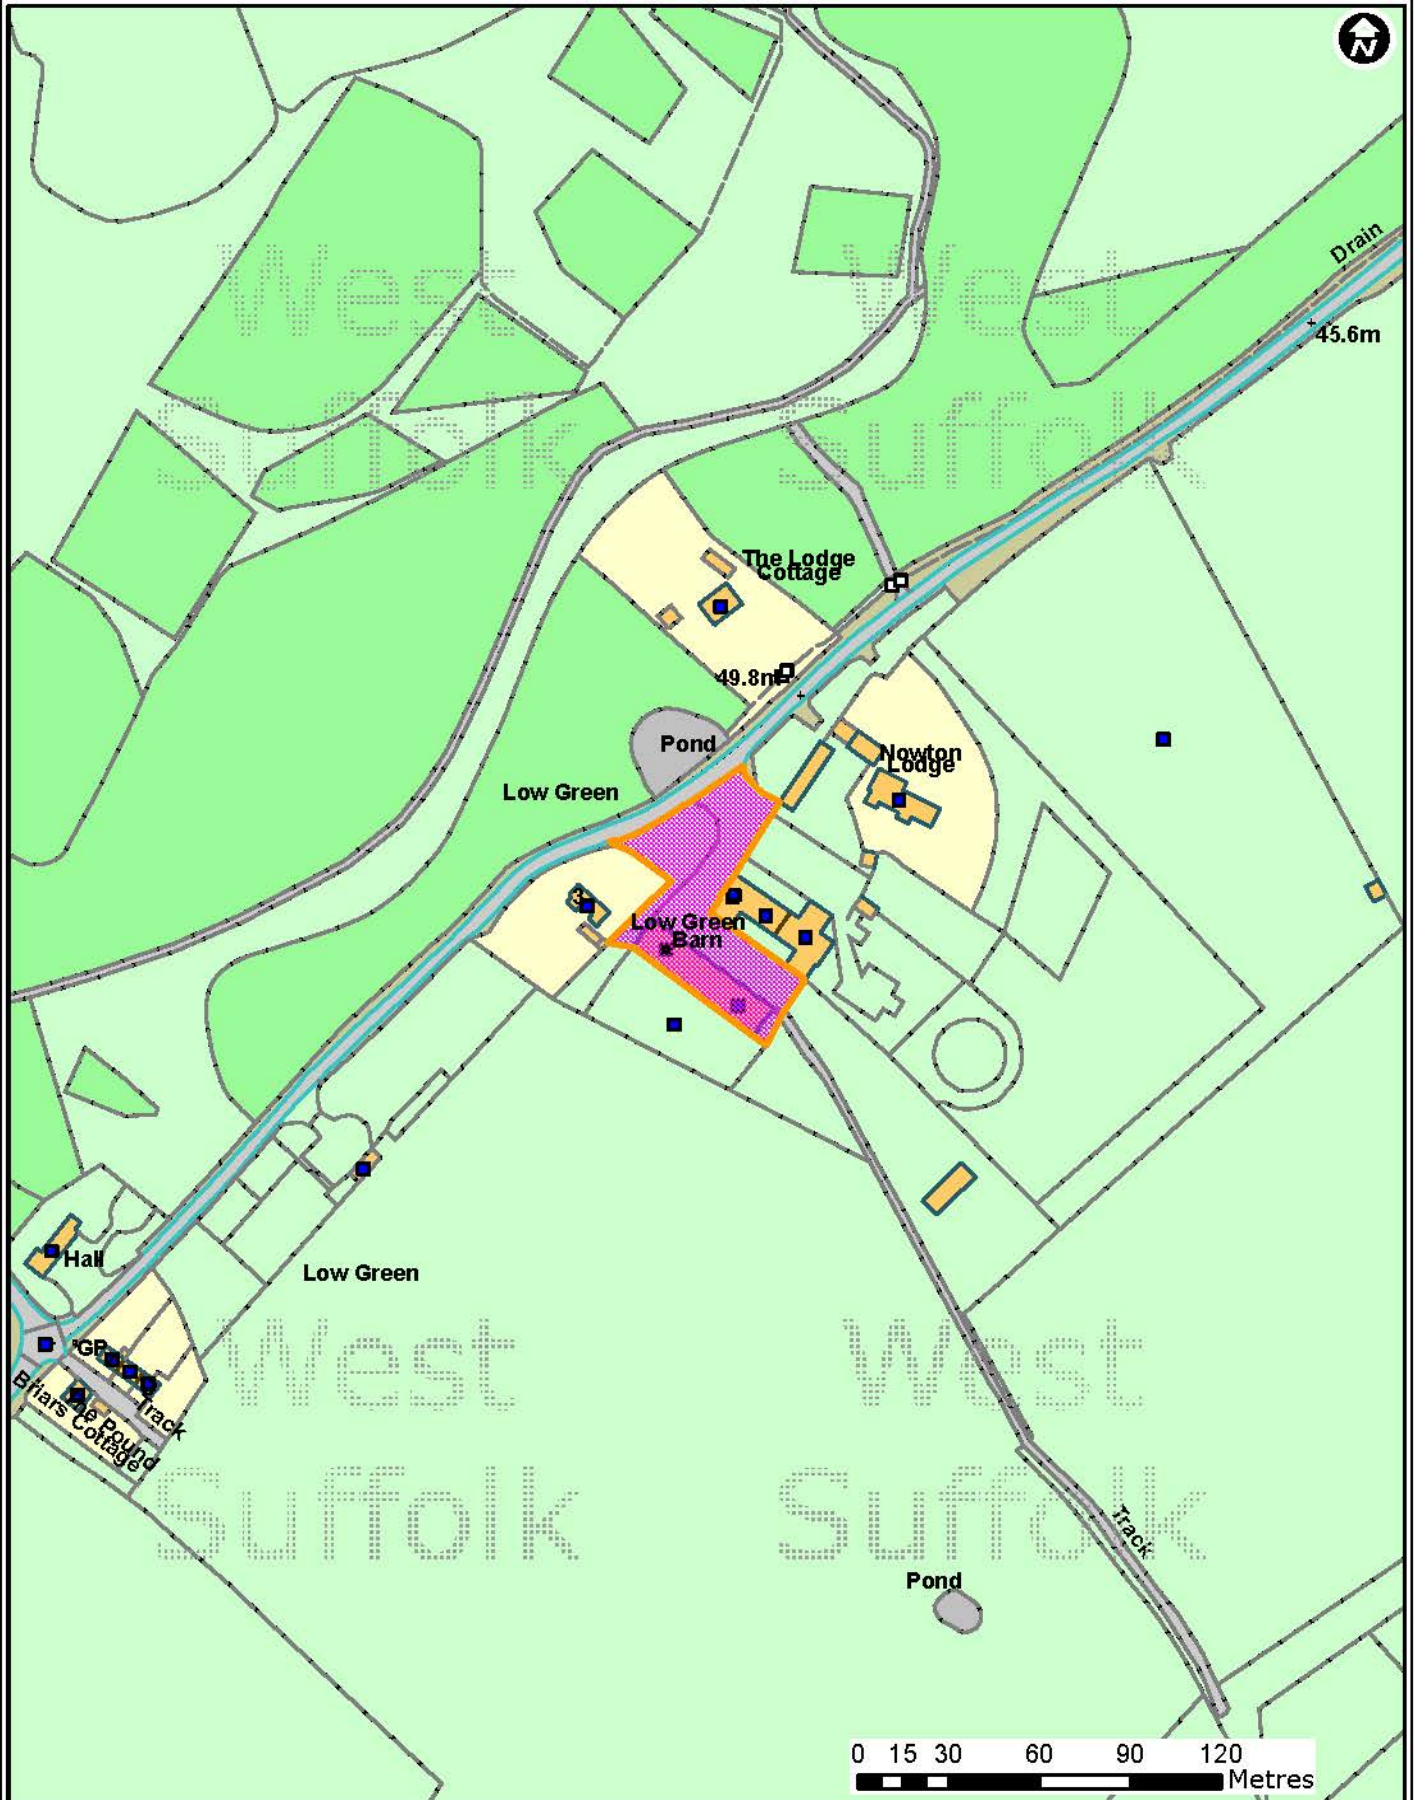 N
West
West
Suffolk
Suffolk
Drain
45.6m
The Lodge
Cottage
49.8m
Pond
Nowton
Lodge
Low Green
3
Low Green
Barn
Hall
Low Green
GP
Track
The Pound
Briars Cottage
West
West
Suffolk
Suffolk
Track
Pond
0 15 30 60 90 120
Metres